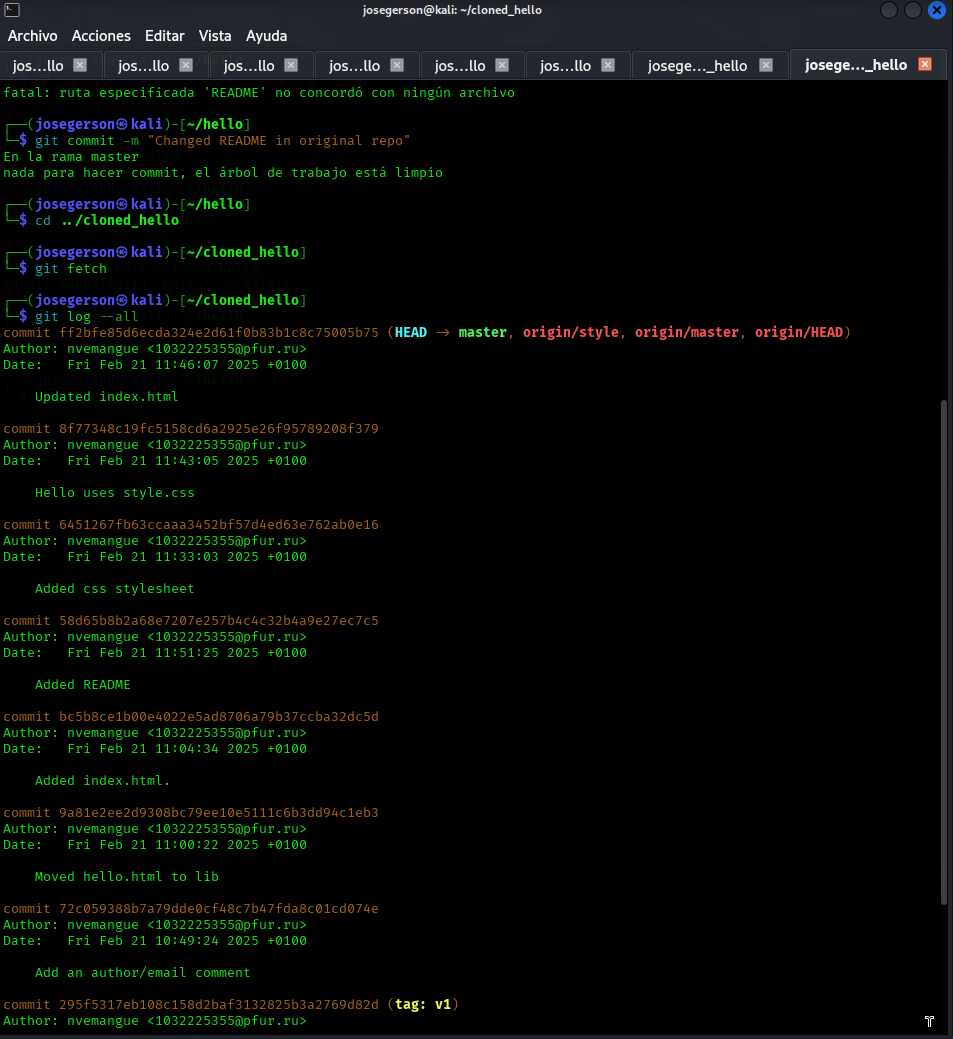 josegerson@kali: ~/cloned_hello
Archivo Acciones Editar Vista Ayuda
jos...llo jos...llo jos...llo jos...llo jos...llo jos...llo josege..._hello josege..._hello
fatal: ruta especificada 'README' no concordó con ningún archivo
┌──(josegerson㉿kali)-[~/hello]
└─$ git commit -m "Changed README in original repo"
En la rama master
nada para hacer commit, el árbol de trabajo está limpio
┌──(josegerson㉿kali)-[~/hello]
└─$ cd ../cloned_hello
┌──(josegerson㉿kali)-[~/cloned_hello]
└─$ git fetch
┌──(josegerson㉿kali)-[~/cloned_hello]
└─$ git log --all
commit ff2bfe85d6ecda324e2d61f0b83b1c8c75005b75 (HEAD -> master, origin/style, origin/master, origin/HEAD)
Author: nvemangue <1032225355@pfur.ru>
Date:   Fri Feb 21 11:46:07 2025 +0100
Updated index.html
commit 8f77348c19fc5158cd6a2925e26f95789208f379
Author: nvemangue <1032225355@pfur.ru>
Date:   Fri Feb 21 11:43:05 2025 +0100
Hello uses style.css
commit 6451267fb63ccaaa3452bf57d4ed63e762ab0e16
Author: nvemangue <1032225355@pfur.ru>
Date:   Fri Feb 21 11:33:03 2025 +0100
Added css stylesheet
commit 58d65b8b2a68e7207e257b4c4c32b4a9e27ec7c5
Author: nvemangue <1032225355@pfur.ru>
Date:   Fri Feb 21 11:51:25 2025 +0100
Added README
commit bc5b8ce1b00e4022e5ad8706a79b37ccba32dc5d
Author: nvemangue <1032225355@pfur.ru>
Date:   Fri Feb 21 11:04:34 2025 +0100
Added index.html.
commit 9a81e2ee2d9308bc79ee10e5111c6b3dd94c1eb3
Author: nvemangue <1032225355@pfur.ru>
Date:   Fri Feb 21 11:00:22 2025 +0100
Moved hello.html to lib
commit 72c059388b7a79dde0cf48c7b47fda8c01cd074e
Author: nvemangue <1032225355@pfur.ru>
Date:   Fri Feb 21 10:49:24 2025 +0100
Add an author/email comment
commit 295f5317eb108c158d2baf3132825b3a2769d82d (tag: v1)
Author: nvemangue <1032225355@pfur.ru>